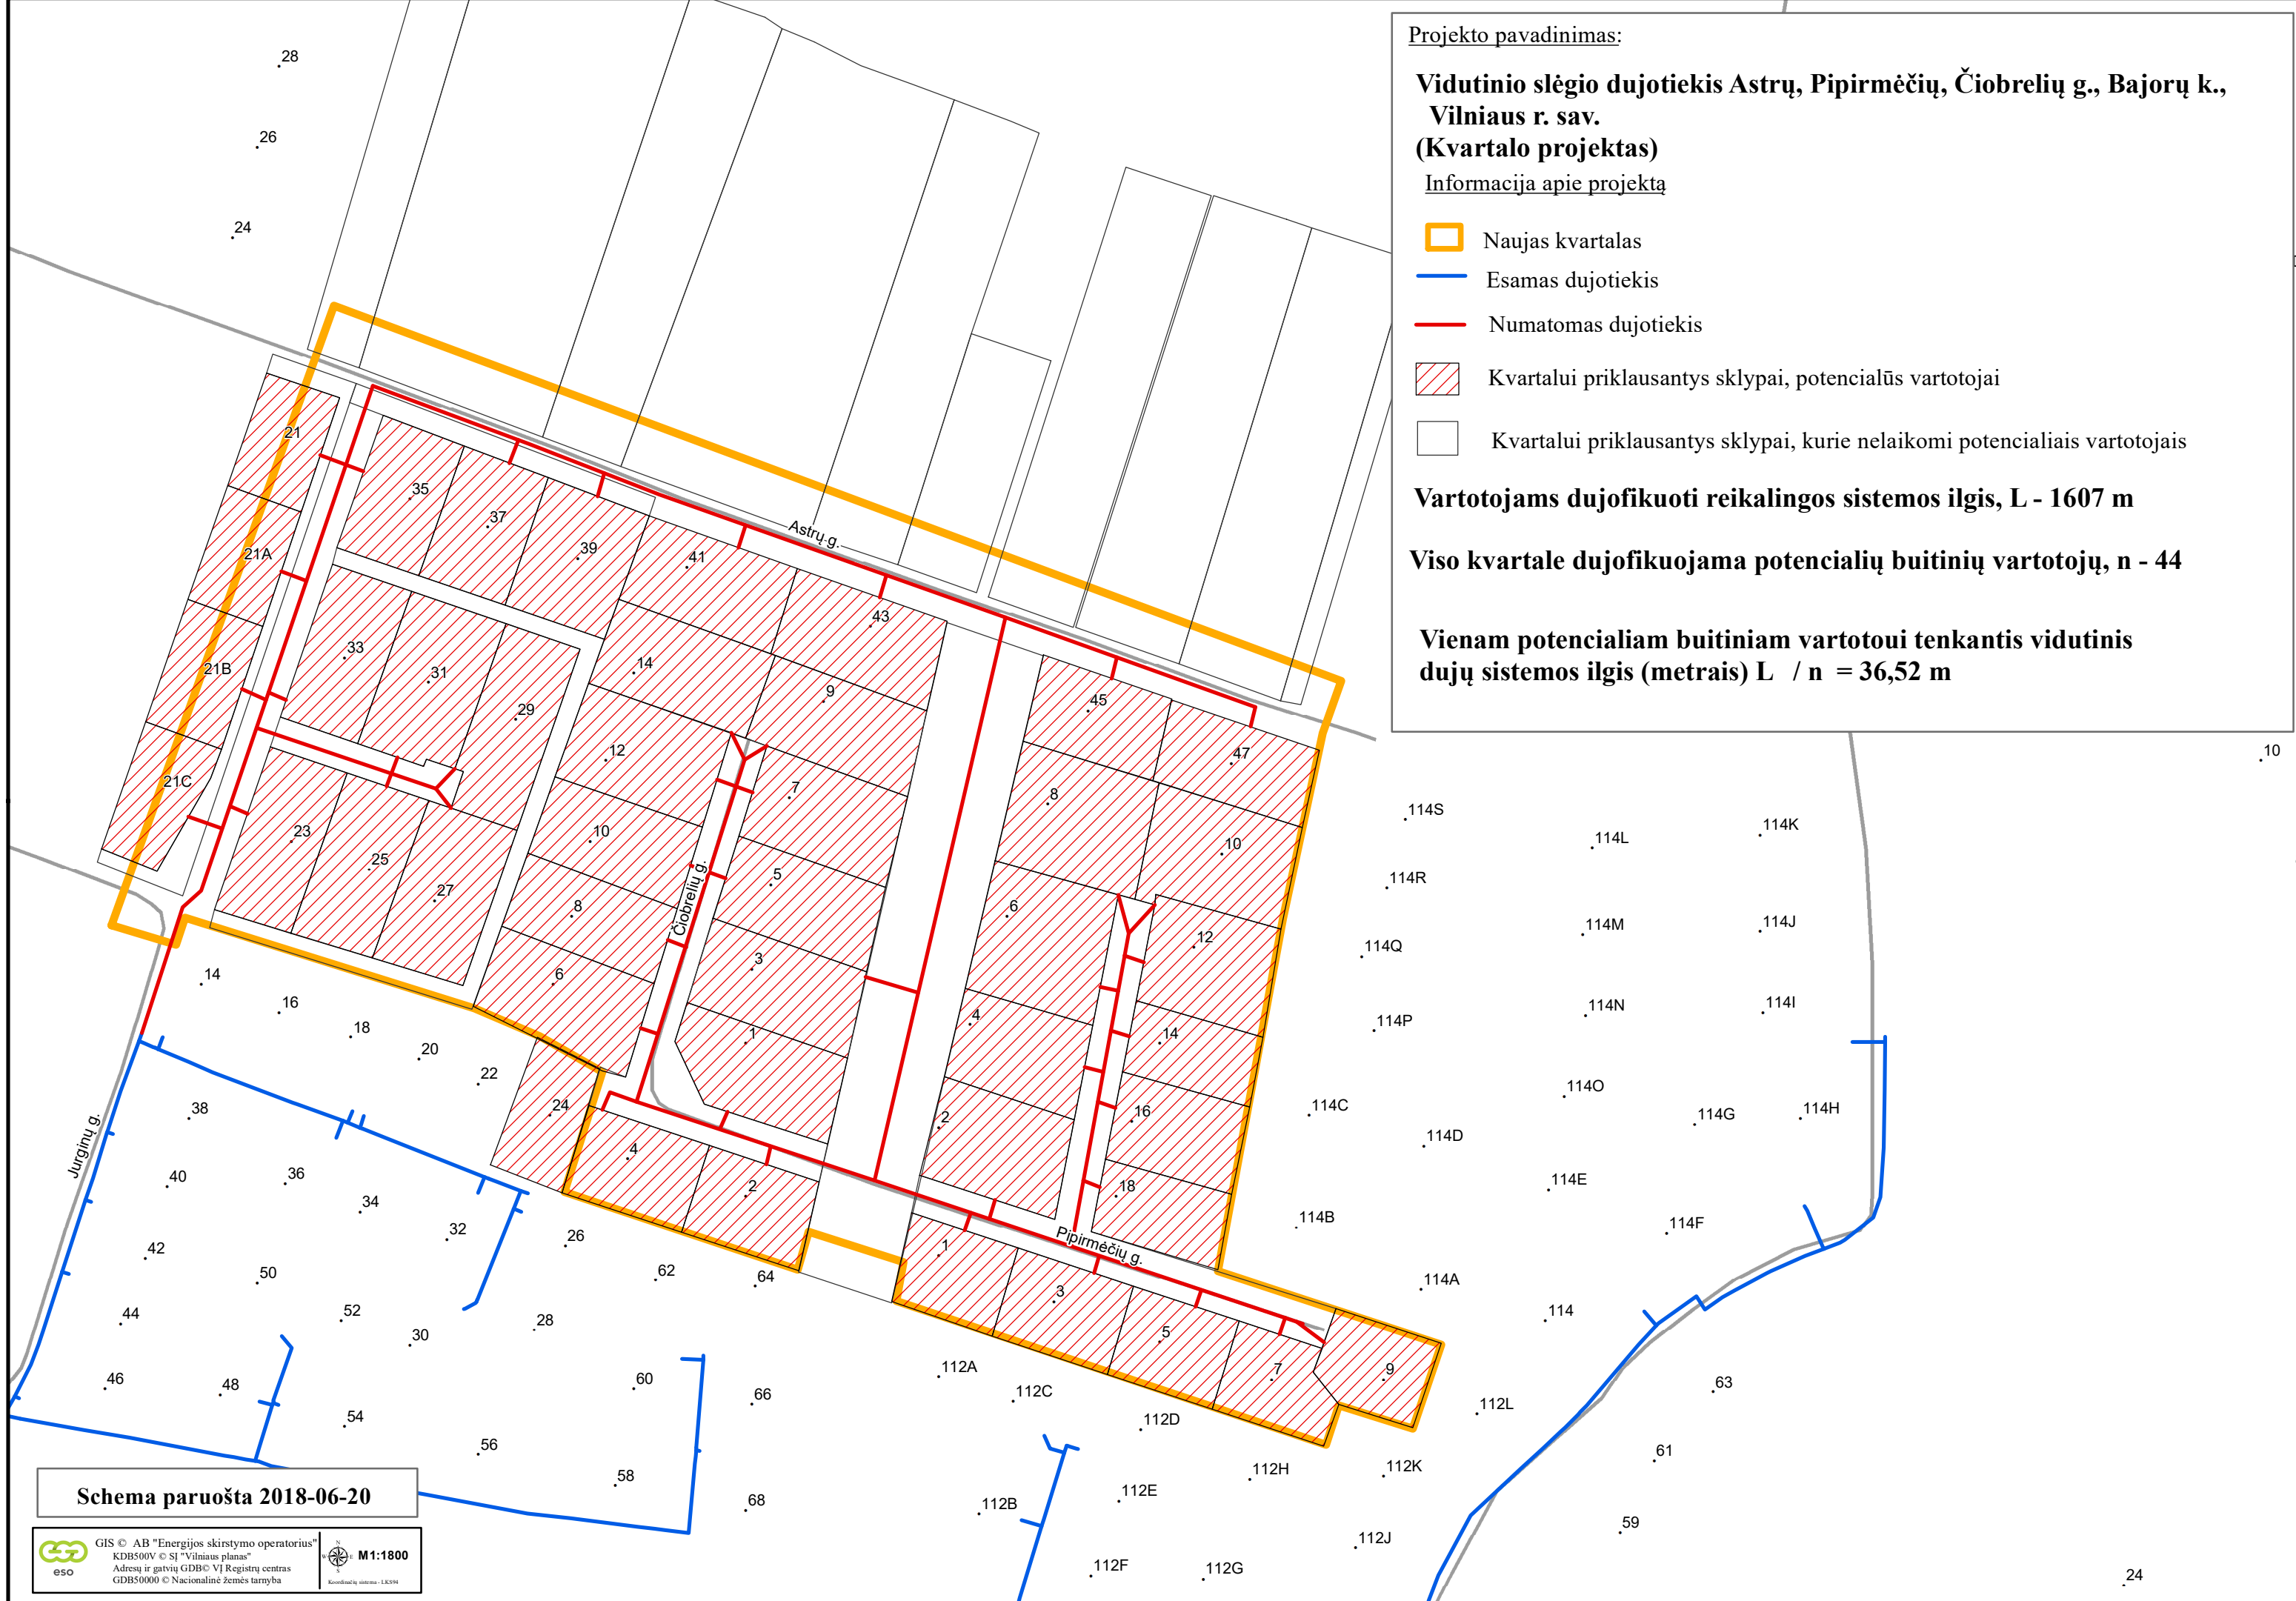 Projekto pavadinimas:
Vidutinio slėgio dujotiekis Astrų, Pipirmėčių, Čiobrelių g., Bajorų k.,
Vilniaus r. sav.
(Kvartalo projektas)
Informacija apie projektą
Naujas kvartalas
Esamas dujotiekis
Numatomas dujotiekis
Kvartalui priklausantys sklypai, potencialūs vartotojai
Kvartalui priklausantys sklypai, kurie nelaikomi potencialiais vartotojais
Vartotojams dujofikuoti reikalingos sistemos ilgis, L - 1607 m
Viso kvartale dujofikuojama potencialių buitinių vartotojų, n - 44
Vienam potencialiam buitiniam vartotoui tenkantis vidutinis
dujų sistemos ilgis (metrais) L / n = 36,52 m
28
26
24
21
35
37
39
41
Astrų g.
21A
43
33
31
14
9
21B
29
45
12
47
21C
7
8
10
23
10
10
25
5
27
8
6
12
Čiobrelių g.
6
3
4
14
1
2
16
18
24
4
2
1
Pipirmėčių g.
3
5
7
9
114S
114L
114K
114R
114M
114J
114Q
114N
114I
114P
114O
114C
114G
114H
114D
114E
114B
114F
114A
114
14
16
18
20
22
38
Jurginų g.
40
36
34
32
26
42
50
62
64
44
52
30
28
46
48
54
60
66
56
58
68
112A
112C
112D
112L
112H
112K
112E
112B
112J
112F
112G
63
61
59
24
10
Schema paruošta 2018-06-20
eso
GIS © AB "Energijos skirstymo operatorius"
KDB500V © SĮ "Vilniaus planas"
Adresų ir gatvių GDB© VĮ Registrų centras
GDB50000 © Nacionalinė žemės tarnyba
N
W
E
S
M1:1800
Koordinačių sistema - LKS94